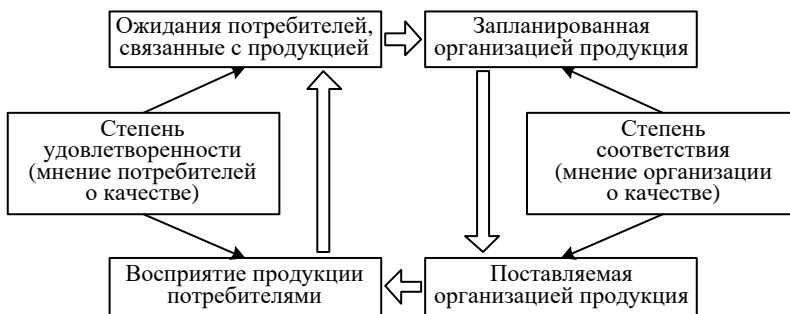 Ожидания потребителей,
связанные с продукцией
Запланированная
организацией продукция
Степень
удовлетворенности
(мнение потребителей
о качестве)
Степень
соответствия
(мнение организации
о качестве)
Восприятие продукции
потребителями
Поставляемая
организацией продукция